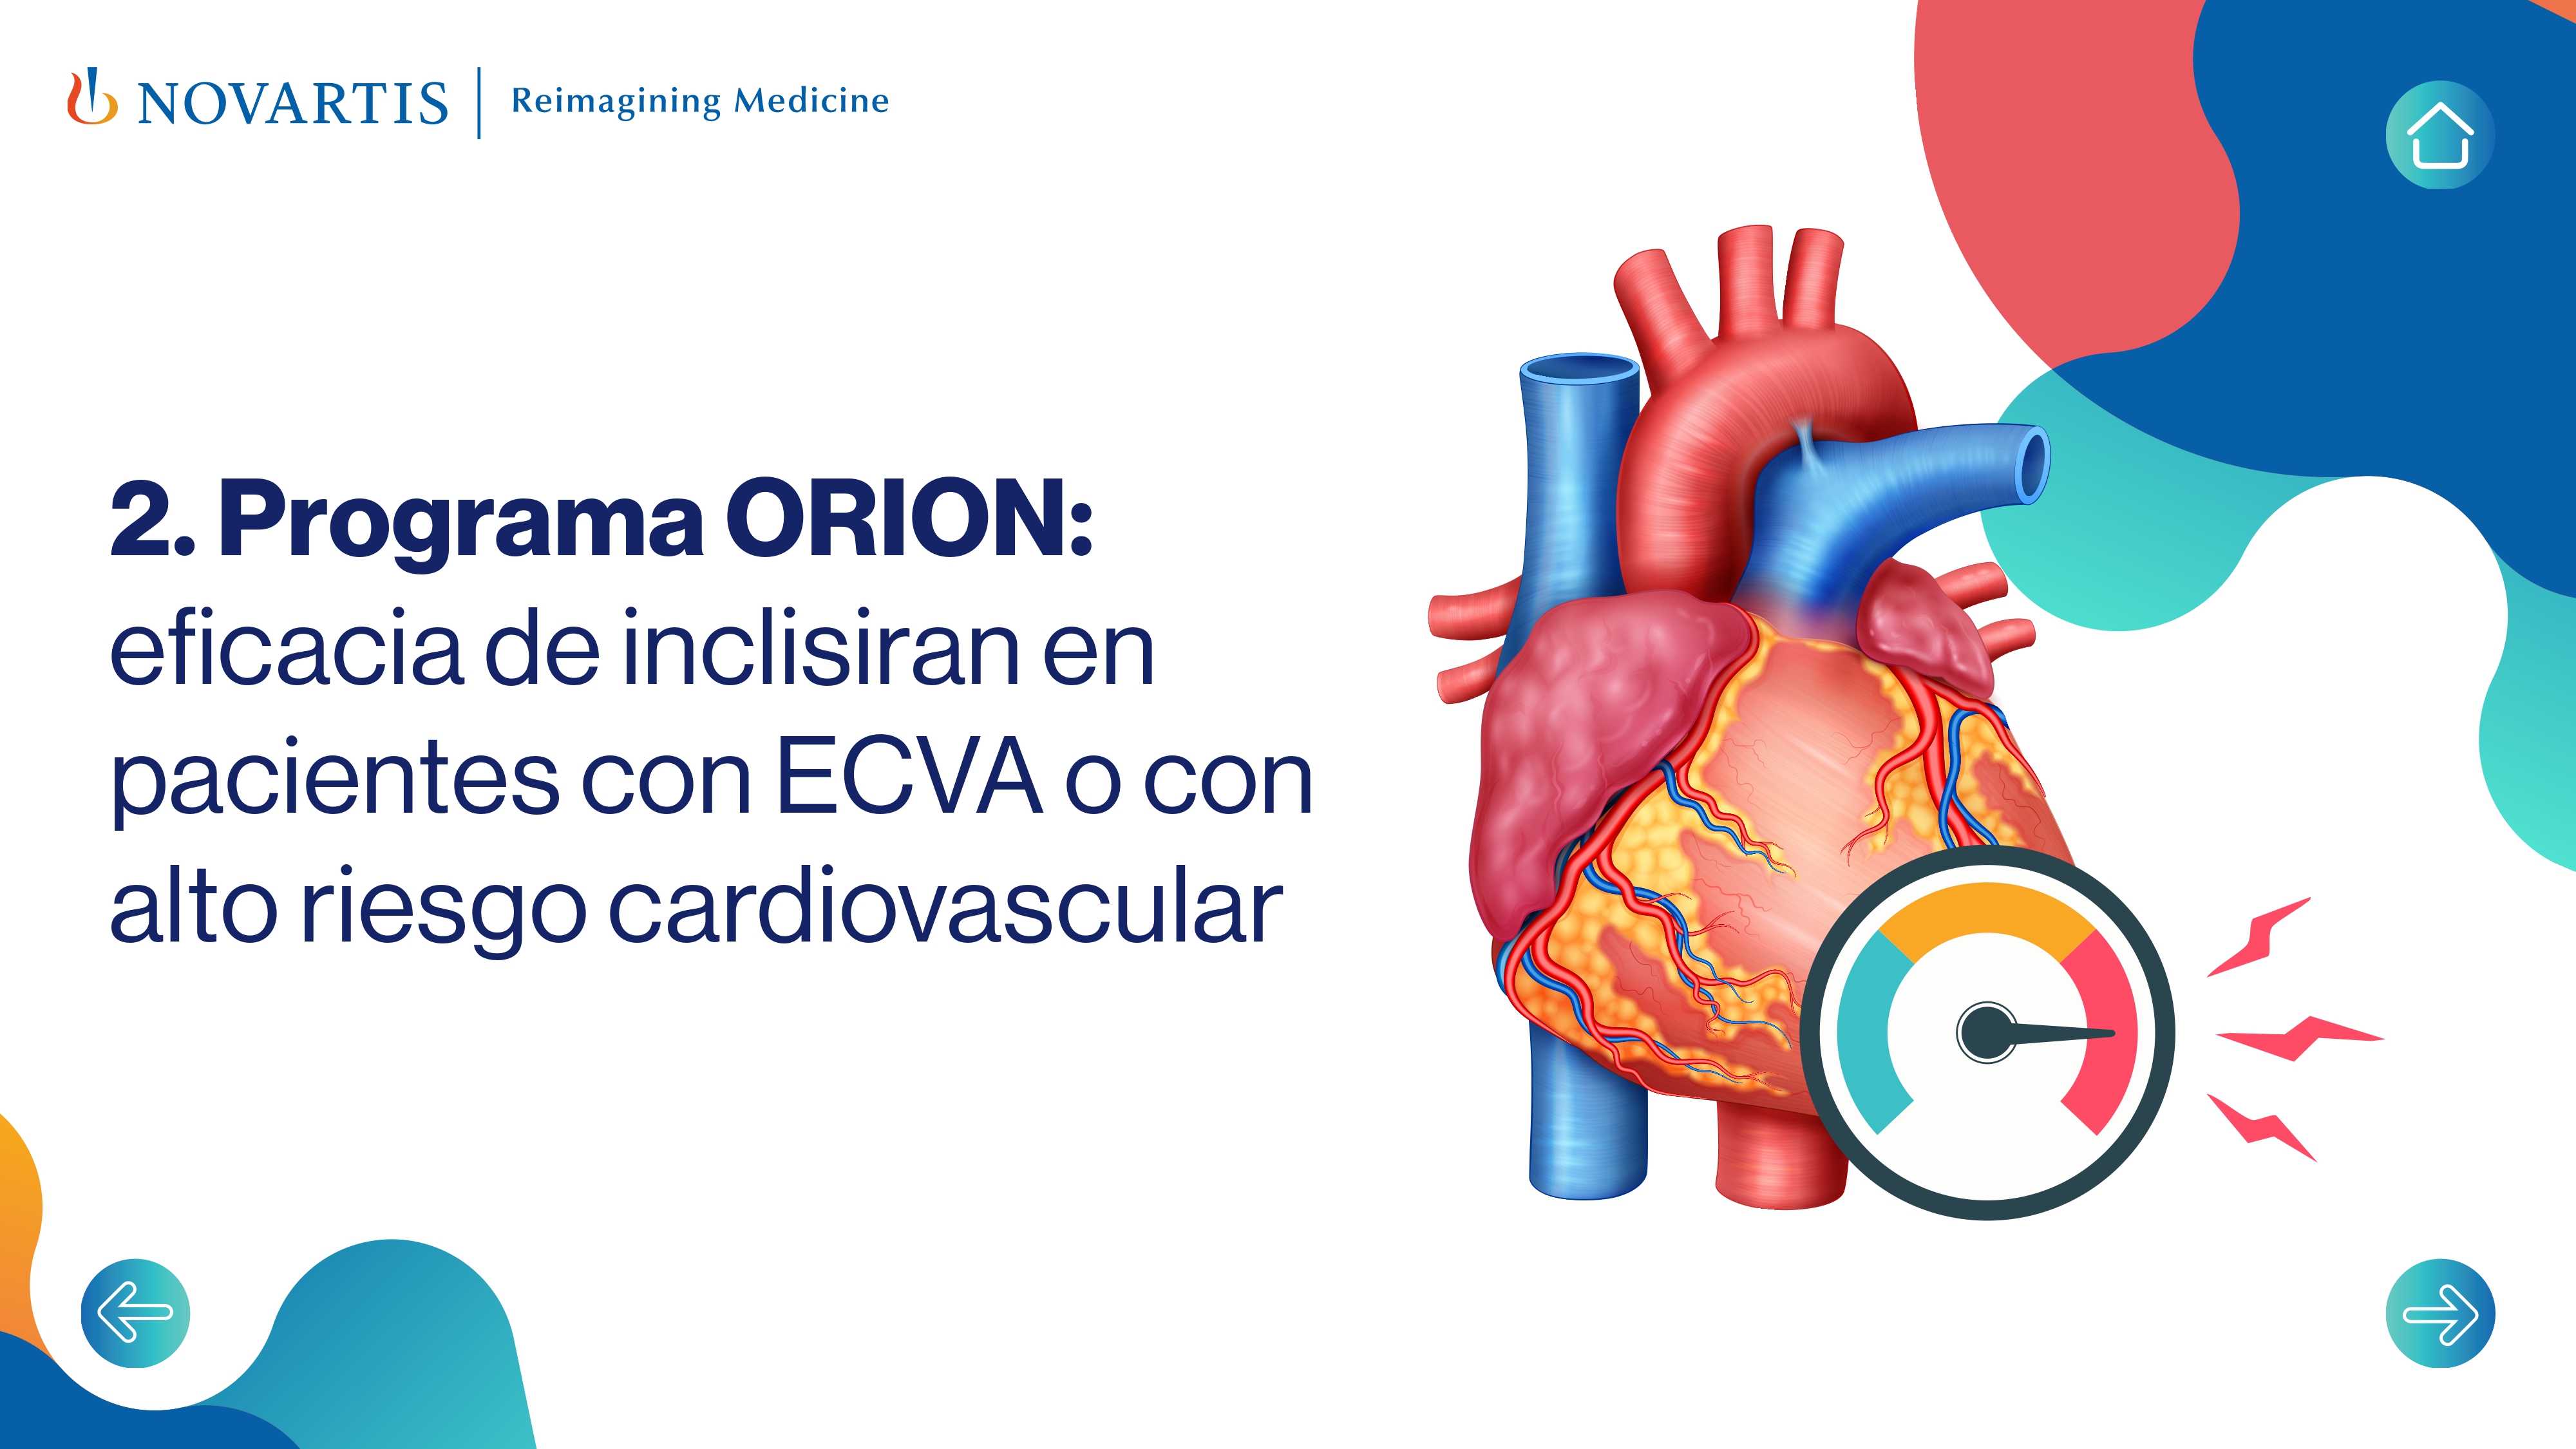 NOVARTIS | Reimagining Medicine
2. Programa ORION:
eficacia de inclisiran en
pacientes con ECVA o con
alto riesgo cardiovascular